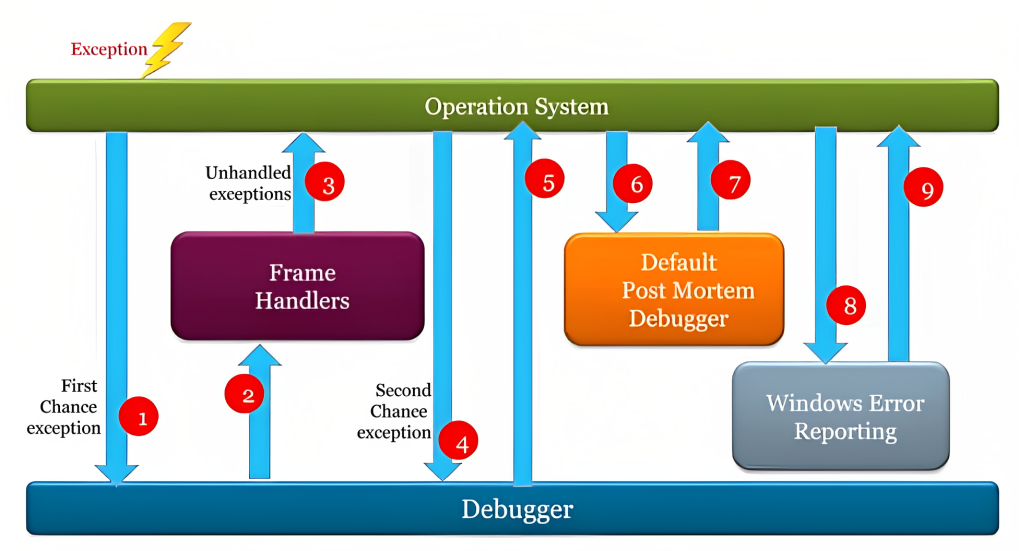 Exception
Operation System
Unhandled
exceptions
3
5
6
7
9
Frame
Handlers
Default
Post Mortem
Debugger
8
First
Chance
exception
1
2
Second
Chance
exception
4
Windows Error
Reporting
Debugger